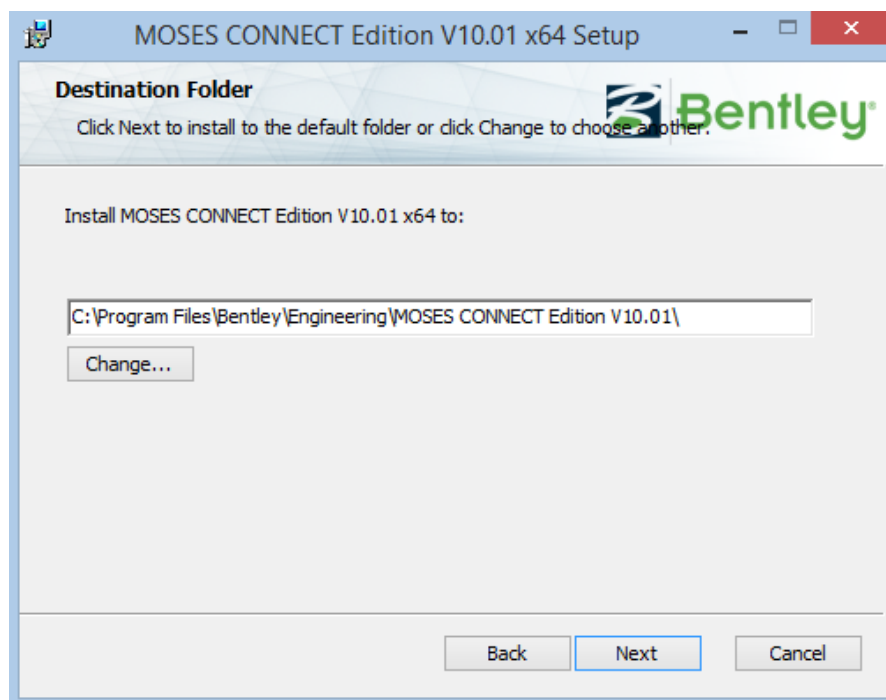 MOSES CONNECT Edition V10.01 x64 Setup
Destination Folder
Click Next to install to the default folder or click Change to choose another.
Bentley®
Install MOSES CONNECT Edition V10.01 x64 to:
C:\Program Files\Bentley\Engineering\MOSES CONNECT Edition V10.01\
Change...
Back
Next
Cancel